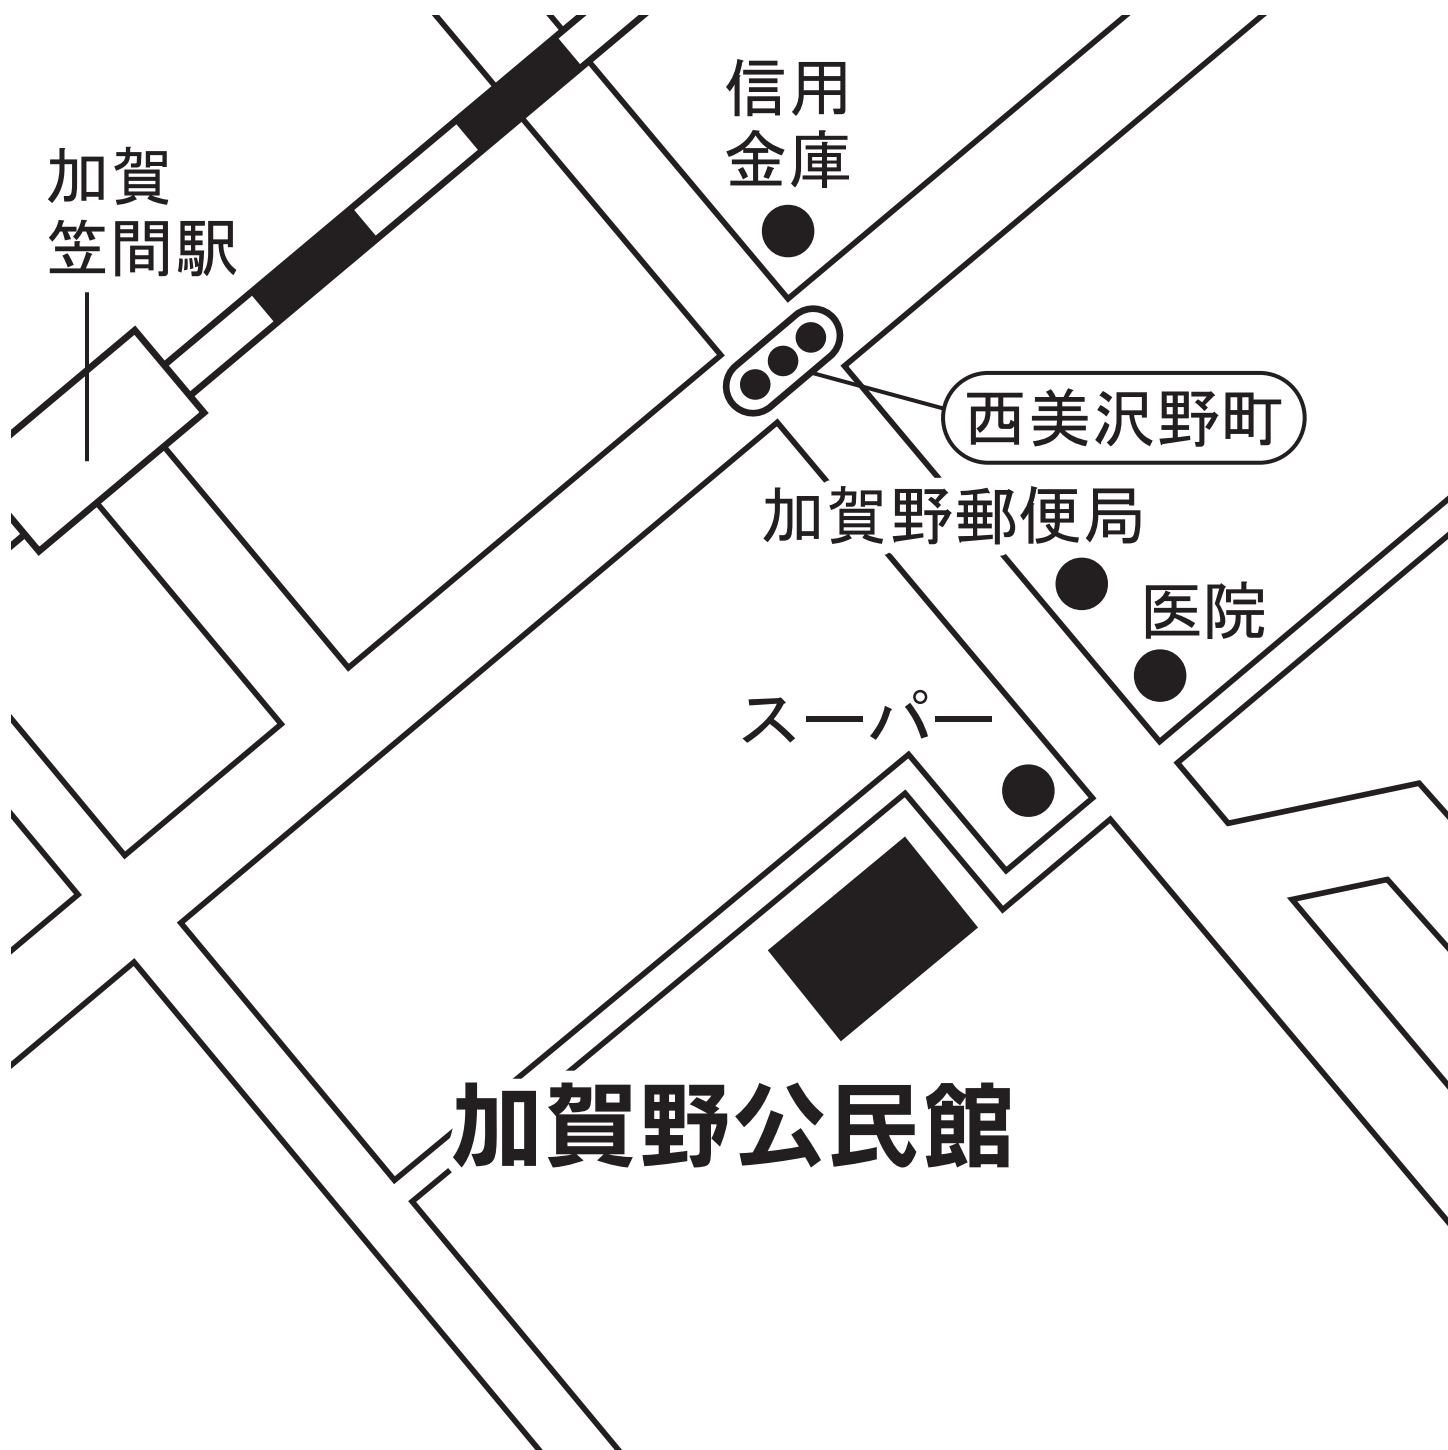 信用
金庫
加賀
笠間駅
西美沢野町
加賀野郵便局
医院
スーパー
加賀野公民館